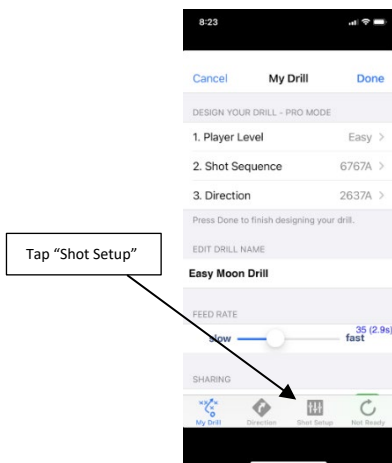 8:23
Cancel My Drill Done
DESIGN YOUR DRILL - PRO MODE
1. Player Level Easy >
2. Shot Sequence 6767A >
3. Direction 2637A >
Press Done to finish designing your drill.
EDIT DRILL NAME
Tap “Shot Setup”
Easy Moon Drill
FEED RATE
35 (2.9s)
slow fast
SHARING
My Drill Direction Shot Setup Not Ready